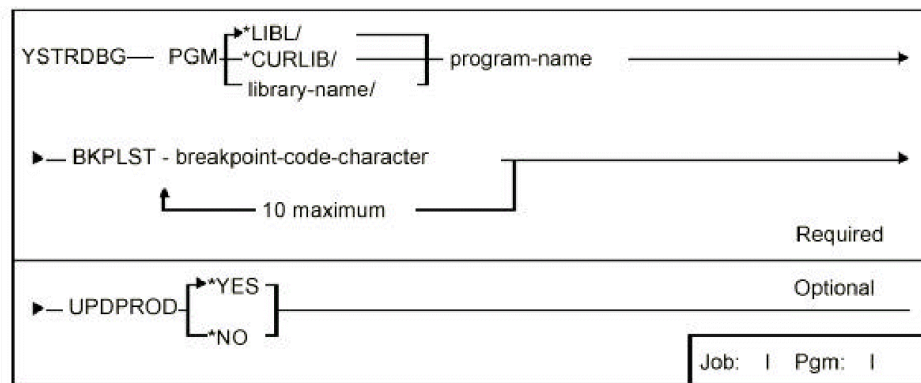 *LIBL/
YSTRDBG PGM *CURLIB/ program-name
library-name/
BKPLST - breakpoint-code-character
10 maximum
Required
*YES
Optional
UPDPROD
*NO
Job: I Pgm: I